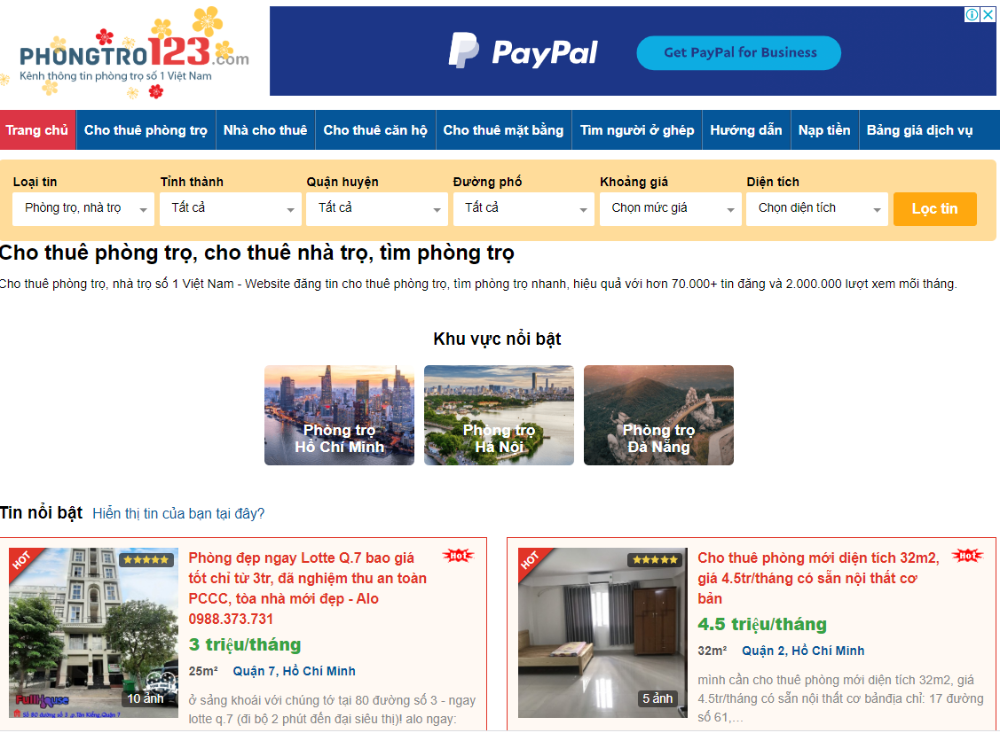 PHONGTRO123.com
Kênh thông tin phòng trọ số 1 Việt Nam
PayPal
Get PayPal for Business
Trang chủ
Cho thuê phòng trọ
Nhà cho thuê
Cho thuê căn hộ
Cho thuê mặt bằng
Tìm người ở ghép
Hướng dẫn
Nạp tiền
Bảng giá dịch vụ
Loại tin
Tỉnh thành
Quận huyện
Đường phố
Khoảng giá
Diện tích
Phòng trọ, nhà trọ
Tất cả
Tất cả
Tất cả
Chọn mức giá
Chọn diện tích
Lọc tin
Cho thuê phòng trọ, cho thuê nhà trọ, tìm phòng trọ
Cho thuê phòng trọ, nhà trọ số 1 Việt Nam - Website đăng tin cho thuê phòng trọ, tìm phòng trọ nhanh, hiệu quả với hơn 70.000+ tin đăng và 2.000.000 lượt xem mỗi tháng.
Khu vực nổi bật
Phòng trọ
Hồ Chí Minh
Phòng trọ
Hà Nội
Phòng trọ
Đà Nẵng
Tin nổi bật Hiển thị tin của bạn tại đây?
HOT
Phòng đẹp ngay Lotte Q.7 bao giá
tốt chỉ từ 3tr, đã nghiệm thu an toàn
PCCC, tòa nhà mới đẹp - Alo
0988.373.731
HOT
3 triệu/tháng
25m² Quận 7, Hồ Chí Minh
ở sảng khoái với chúng tớ tại 80 đường số 3 - ngay
lotte q.7 (đi bộ 2 phút đến đại siêu thị)! alo ngay:
FullHouse
Số 80 đường số 3 ,p.Tân Kiểng,Quận 7
10 ảnh
HOT
Cho thuê phòng mới diện tích 32m2,
giá 4.5tr/tháng có sẵn nội thất cơ
bản
HOT
4.5 triệu/tháng
32m² Quận 2, Hồ Chí Minh
mình cần cho thuê phòng mới diện tích 32m2, giá
4.5tr/tháng có sẵn nội thất cơ bảnđịa chỉ: 17 đường
số 61,…
5 ảnh